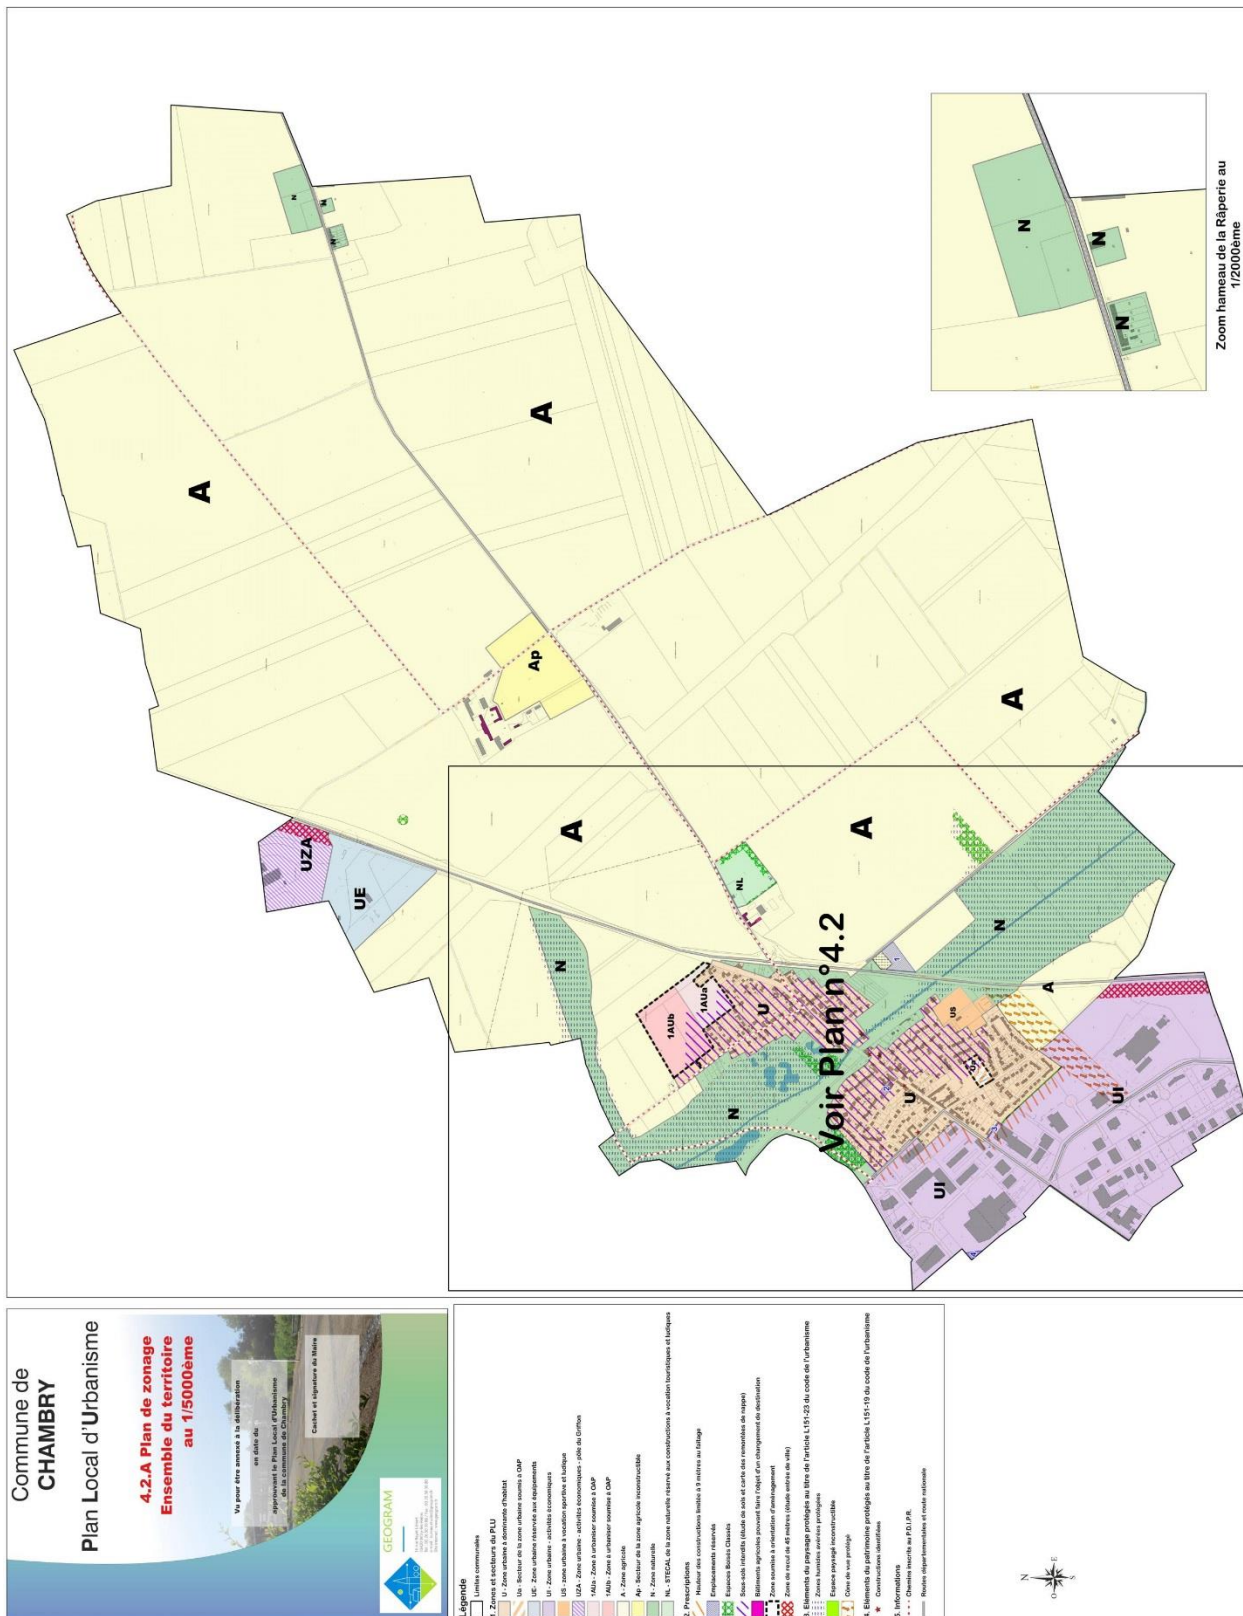 Commune de
CHAMBRY
Plan Local d'Urbanisme
4.2.A Plan de zonage
Ensemble du territoire
au 1/5000ème
Vu pour être annexé à la délibération
en date du
approuvant le Plan Local d'Urbanisme
de la commune de Chambry
Cachet et signature du Maire
GEOGRAM
Légende
Limites communales
1. Zones et secteurs du PLU
U - Zone urbaine à dominante d'habitat
Ua - Secteur de la zone urbaine soumis à OAP
UE- Zone urbaine réservée aux équipements
UI - Zone urbaine - activités économiques
US - zone urbaine à vocation sportive et ludique
UZA - Zone urbaine - activités économiques - pôle du Griffon
1AUa - Zone à urbaniser soumise à OAP
1AUb - Zone à urbaniser soumise à OAP
A - Zone agricole
Ap - Secteur de la zone agricole inconstructible
N - Zone naturelle
NL - STECAL de la zone naturelle réservé aux constructions à vocation touristiques et ludiques
2. Prescriptions
Hauteur des constructions limitée à 9 mètres au faîtage
Emplacements réservés
Espaces Boisés Classés
Sous-sols interdits (étude de sols et carte des remontées de nappe)
Bâtiments agricoles pouvant faire l'objet d'un changement de destination
Zone soumise à orientation d'aménagement
Zone de recul de 45 mètres (étude entrée de ville)
3. Eléments du paysage protégés au titre de l'article L151-23 du code de l'urbanisme
Zones humides avérées protégées
Espace paysage inconstructible
Cône de vue protégé
4. Eléments du patrimoine protégés au titre de l'article L151-19 du code de l'urbanisme
Constructions identifiées
5. Informations
Chemins inscrits au P.D.I.P.R.
Routes départementales et route nationale
N
E
S
O
A
A
A
A
A
A
Ap
N
N
N
UZA
UE
N
1AUb
1AUa
U
NL
N
N
1
US
U
Ua
UI
UI
Voir Plan n°4.2
N
N
N
Zoom hameau de la Râperie au
1/2000ème